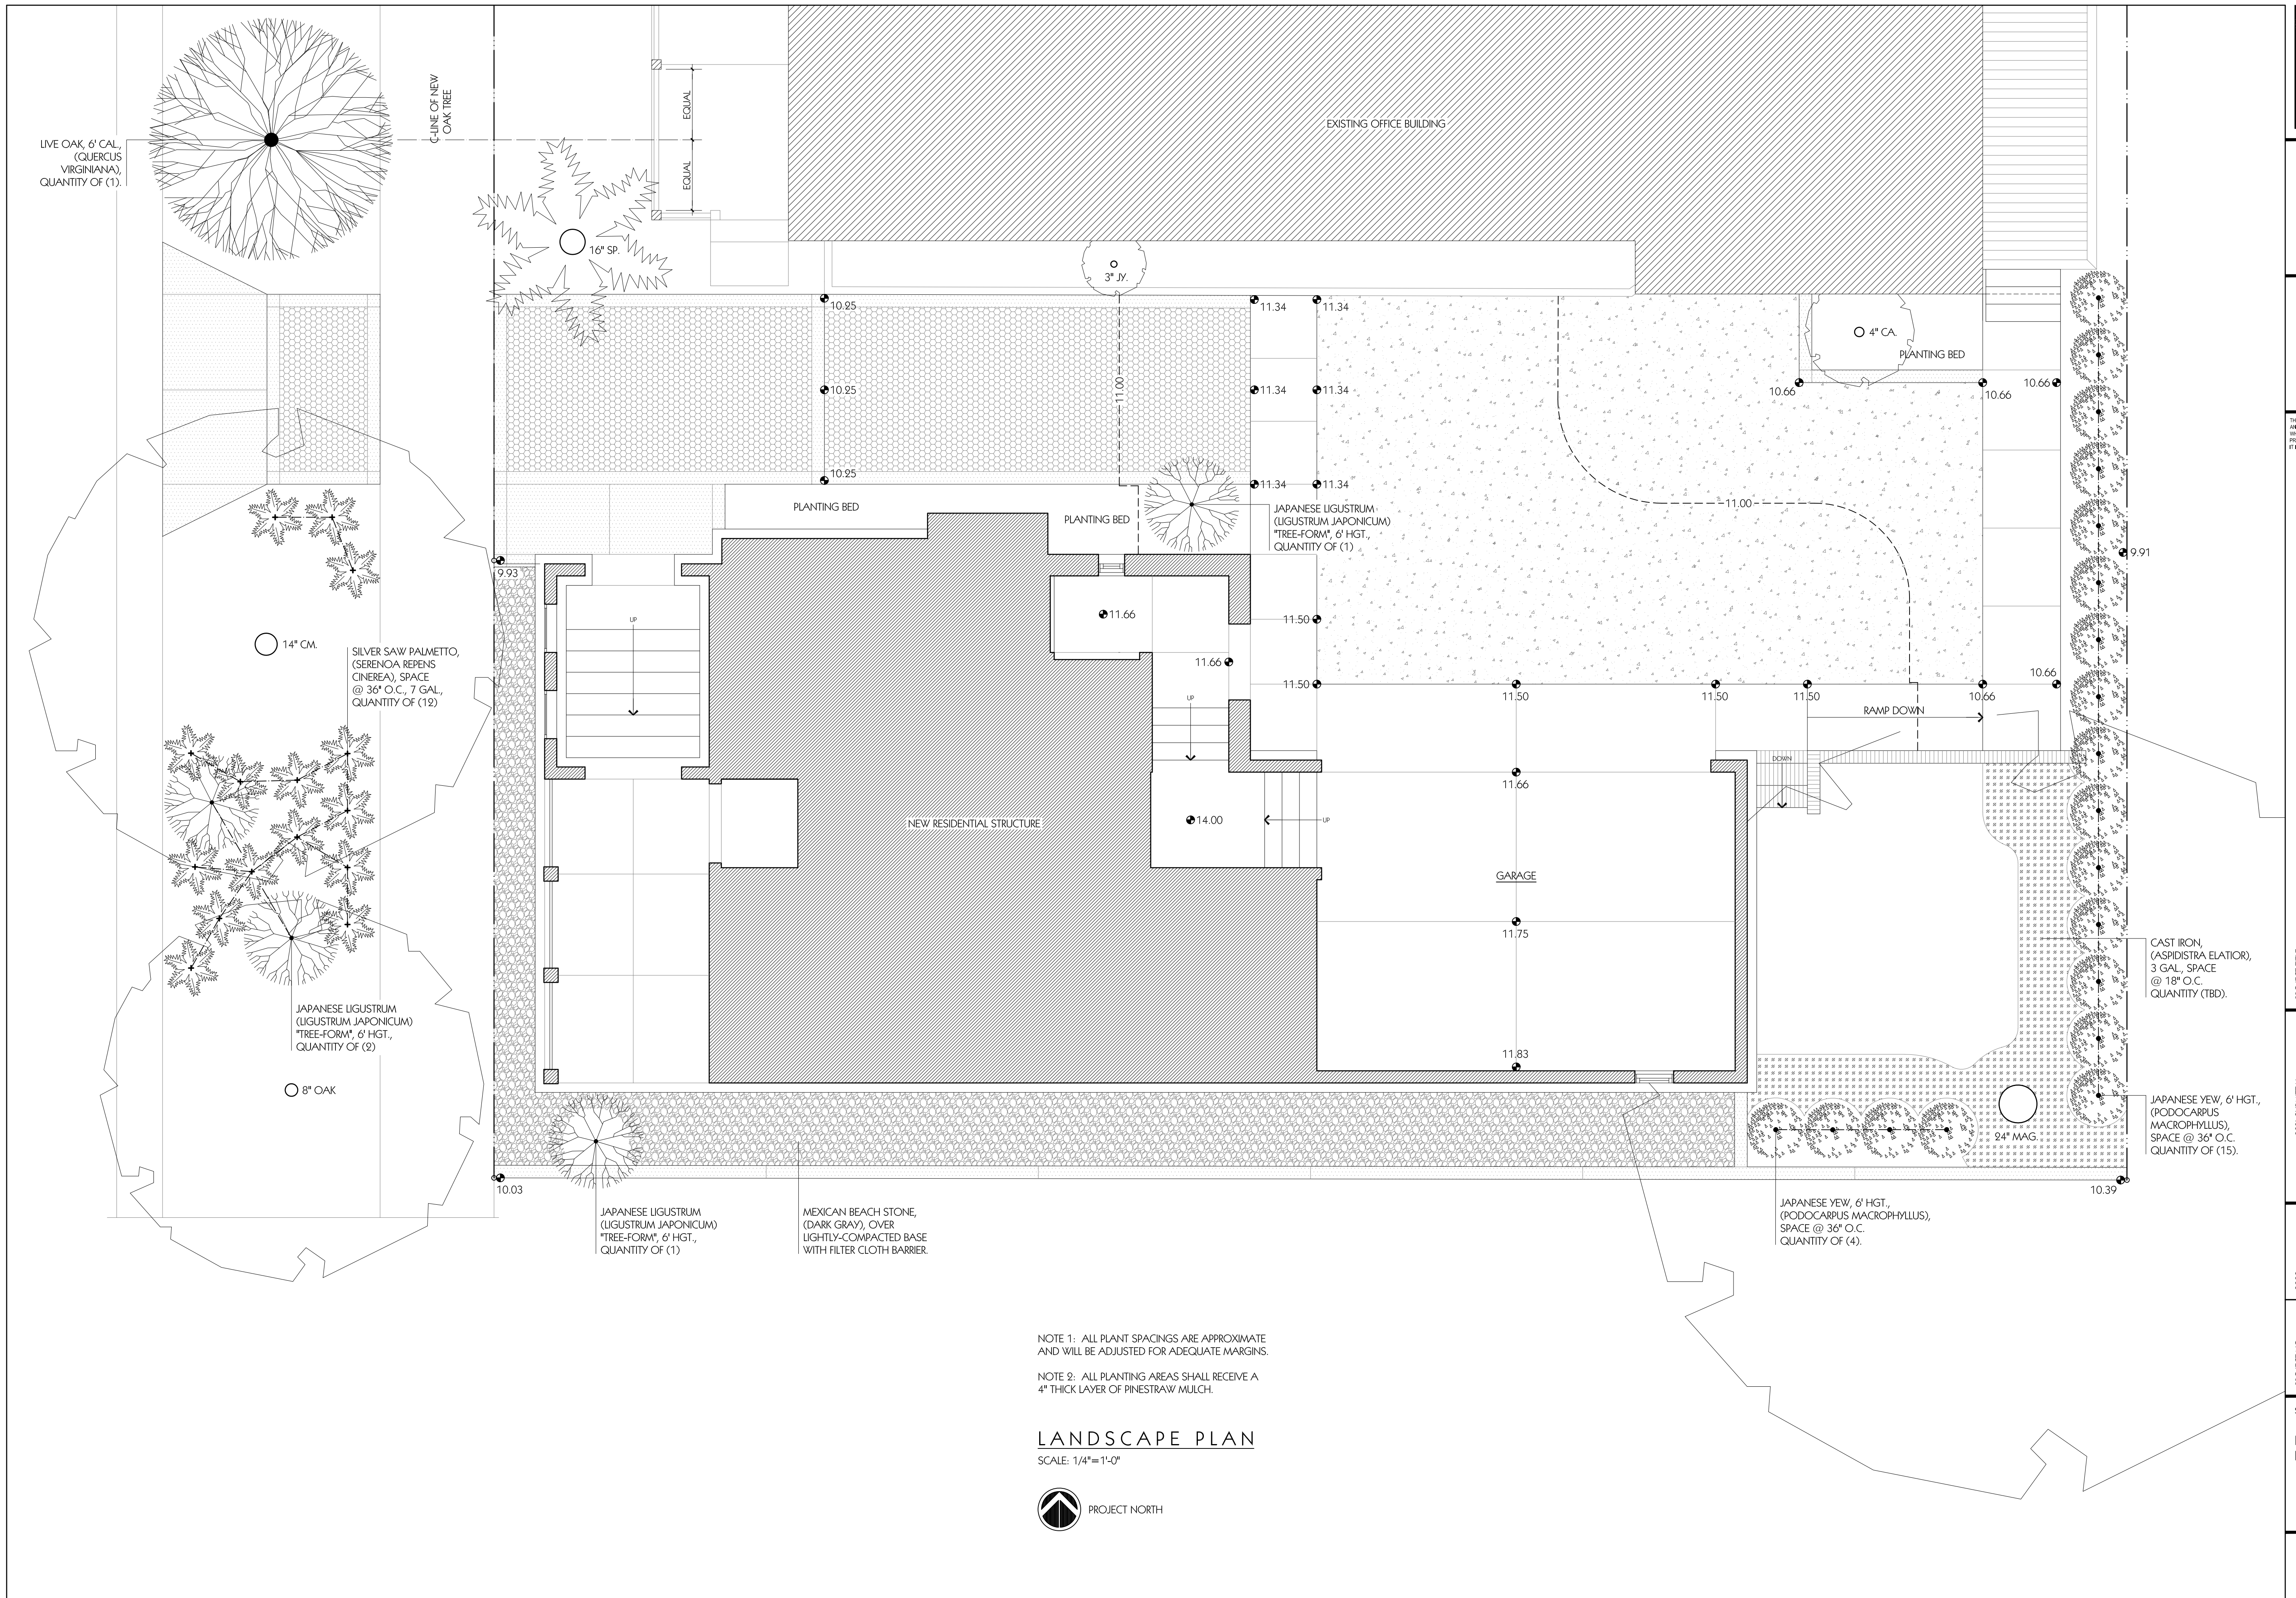 LIVE OAK, 6' CAL.,
(QUERCUS
VIRGINIANA),
QUANTITY OF (1).
C-LINE OF NEW
OAK TREE
EQUAL
EQUAL
EXISTING OFFICE BUILDING
16" SP.
3" JY.
4" CA.
PLANTING BED
10.25
11.34
11.34
10.25
11.00
11.34
11.34
10.66
10.66
10.66
10.25
11.34
11.34
PLANTING BED
PLANTING BED
JAPANESE LIGUSTRUM
(LIGUSTRUM JAPONICUM)
"TREE-FORM", 6' HGT.,
QUANTITY OF (1)
11.00
9.91
9.93
UP
11.66
11.50
14" CM.
SILVER SAW PALMETTO,
(SERENOA REPENS
CINEREA), SPACE
@ 36" O.C., 7 GAL.,
QUANTITY OF (12)
11.66
11.50
11.50
11.50
11.50
10.66
10.66
UP
RAMP DOWN
DOWN
11.66
NEW RESIDENTIAL STRUCTURE
14.00
UP
GARAGE
11.75
CAST IRON,
(ASPIDISTRA ELATIOR),
3 GAL., SPACE
@ 18" O.C.
QUANTITY (TBD).
JAPANESE LIGUSTRUM
(LIGUSTRUM JAPONICUM)
"TREE-FORM", 6' HGT.,
QUANTITY OF (2)
11.83
8" OAK
24" MAG.
JAPANESE YEW, 6' HGT.,
(PODOCARPUS
MACROPHYLLUS),
SPACE @ 36" O.C.
QUANTITY OF (15).
10.03
10.39
JAPANESE LIGUSTRUM
(LIGUSTRUM JAPONICUM)
"TREE-FORM", 6' HGT.,
QUANTITY OF (1)
MEXICAN BEACH STONE,
(DARK GRAY), OVER
LIGHTLY-COMPACTED BASE
WITH FILTER CLOTH BARRIER.
JAPANESE YEW, 6' HGT.,
(PODOCARPUS MACROPHYLLUS),
SPACE @ 36" O.C.
QUANTITY OF (4).
NOTE 1: ALL PLANT SPACINGS ARE APPROXIMATE
AND WILL BE ADJUSTED FOR ADEQUATE MARGINS.
NOTE 2: ALL PLANTING AREAS SHALL RECEIVE A
4" THICK LAYER OF PINESTRAW MULCH.
LANDSCAPE PLAN
SCALE: 1/4"=1'-0"
PROJECT NORTH